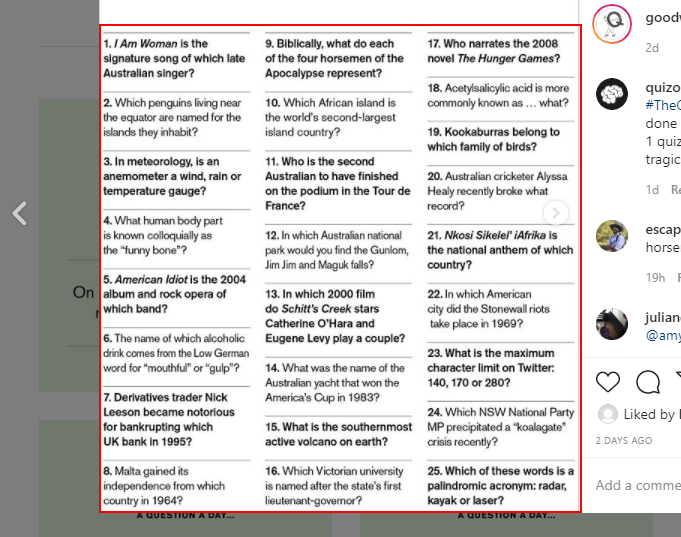 1. I Am Woman is the
signature song of which late
Australian singer?
2. Which penguins living near
the equator are named for the
islands they inhabit?
3. In meteorology, is an
anemometer a wind, rain or
temperature gauge?
4. What human body part
is known colloquially as
the “funny bone”?
5. American Idiot is the 2004
album and rock opera of
which band?
6. The name of which alcoholic
drink comes from the Low German
word for “mouthful” or “gulp”?
7. Derivatives trader Nick
Leeson became notorious
for bankrupting which
UK bank in 1995?
8. Malta gained its
independence from which
country in 1964?
9. Biblically, what do each
of the four horsemen of the
Apocalypse represent?
10. Which African island is
the world’s second-largest
island country?
11. Who is the second
Australian to have finished
on the podium in the Tour de
France?
12. In which Australian national
park would you find the Gunlom,
Jim Jim and Maguk falls?
13. In which 2000 film
do Schitt’s Creek stars
Catherine O’Hara and
Eugene Levy play a couple?
14. What was the name of the
Australian yacht that won the
America’s Cup in 1983?
15. What is the southernmost
active volcano on earth?
16. Which Victorian university
is named after the state’s first
lieutenant-governor?
17. Who narrates the 2008
novel The Hunger Games?
18. Acetylsalicylic acid is more
commonly known as … what?
19. Kookaburras belong to
which family of birds?
20. Australian cricketer Alyssa
Healy recently broke what
record?
21. Nkosi Sikelel’ iAfrika is
the national anthem of which
country?
22. In which American
city did the Stonewall riots
take place in 1969?
23. What is the maximum
character limit on Twitter:
140, 170 or 280?
24. Which NSW National Party
MP precipitated a “koalagate”
crisis recently?
25. Which of these words is a
palindromic acronym: radar,
kayak or laser?
On
A QUESTION A DAY...
A QUESTION A DAY...
good
2d
quizo
#The
done
1 quiz
tragic
1d Re
escap
horse
19h
julian
@amy
Liked by
2 DAYS AGO
Add a comme